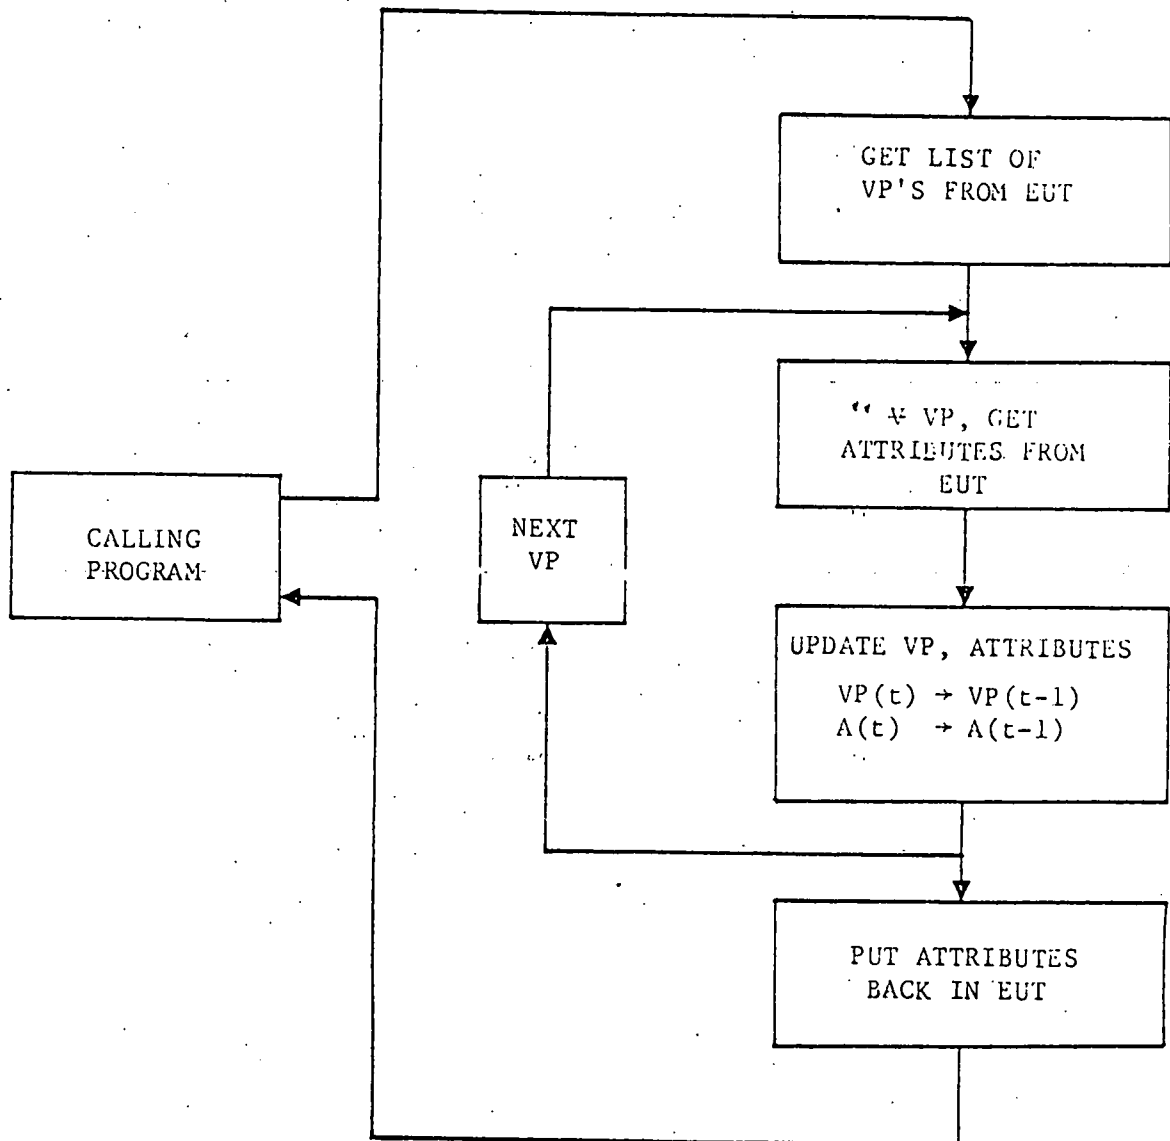 GET LIST OF
VP'S FROM EUT
∀ VP, GET
ATTRIBUTES FROM
EUT
CALLING
PROGRAM
NEXT
VP
UPDATE VP, ATTRIBUTES
VP(t) → VP(t-1)
A(t) → A(t-1)
PUT ATTRIBUTES
BACK IN EUT